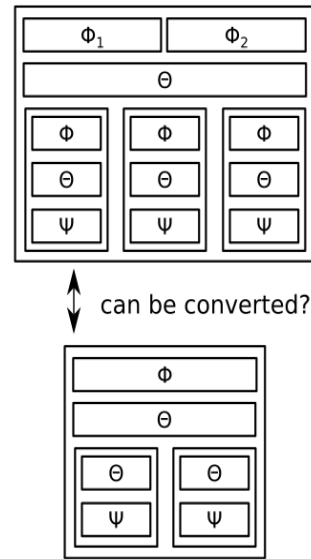 Φ₁ Φ₂
Θ
Φ Φ Φ
Θ Θ Θ
Ψ Ψ Ψ
can be converted?
Φ
Θ
Θ Θ
Ψ Ψ